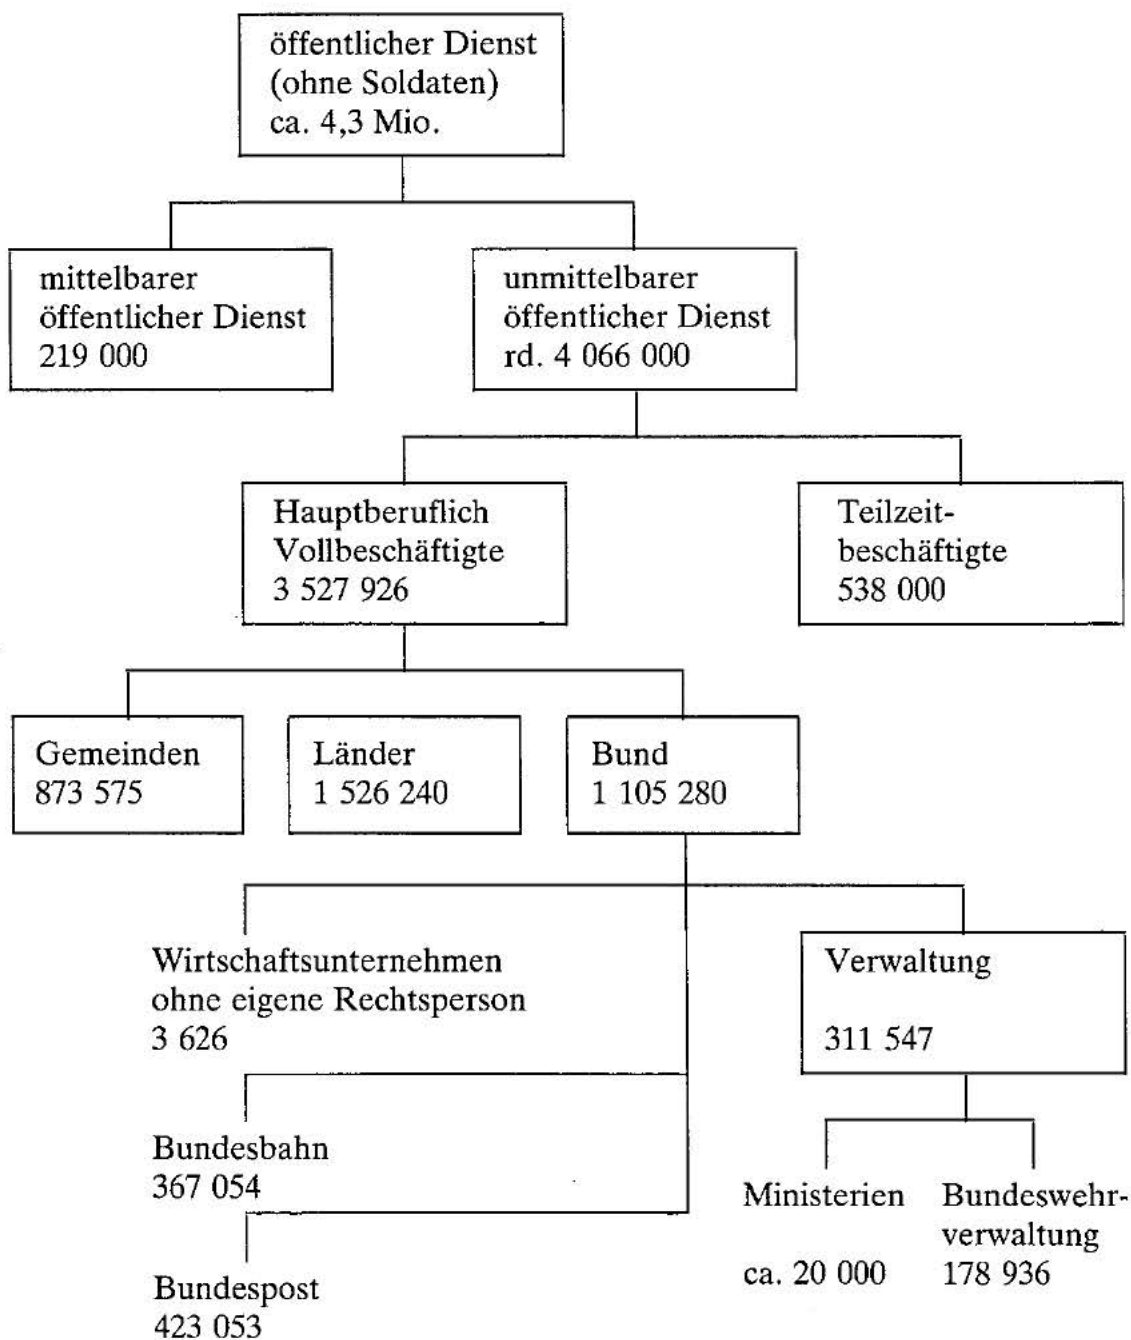 öffentlicher Dienst
(ohne Soldaten)
ca. 4,3 Mio.
mittelbarer
öffentlicher Dienst
219 000
unmittelbarer
öffentlicher Dienst
rd. 4 066 000
Hauptberuflich
Vollbeschäftigte
3 527 926
Teilzeit-
beschäftigte
538 000
Gemeinden
873 575
Länder
1 526 240
Bund
1 105 280
Wirtschaftsunternehmen
ohne eigene Rechtsperson
3 626
Verwaltung
311 547
Bundesbahn
367 054
Ministerien
ca. 20 000
Bundeswehr-
verwaltung
178 936
Bundespost
423 053